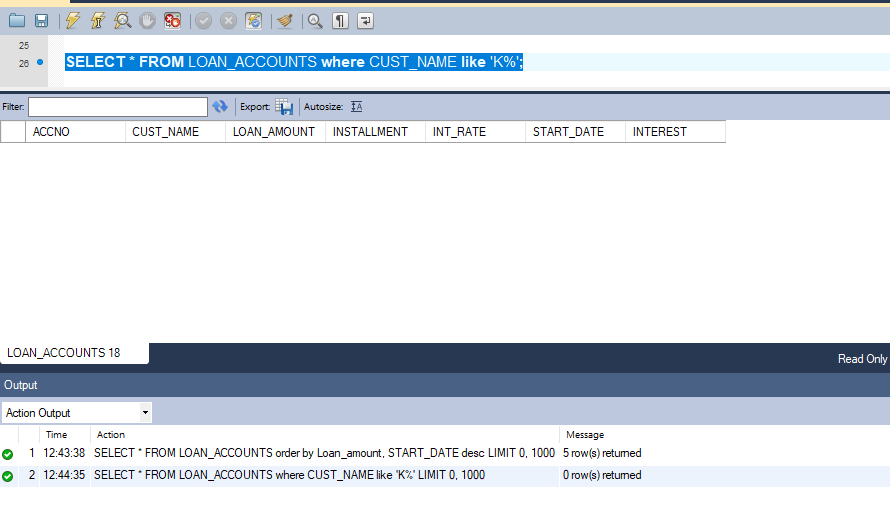 25
26 SELECT * FROM LOAN_ACCOUNTS where CUST_NAME like 'K%';
Filter: Export: Autosize:
ACCNO CUST_NAME LOAN_AMOUNT INSTALLMENT INT_RATE START_DATE INTEREST
LOAN_ACCOUNTS 18
Read Only
Output
Action Output
Time Action Message
1 12:43:38 SELECT * FROM LOAN_ACCOUNTS order by Loan_amount, START_DATE desc LIMIT 0, 1000 5 row(s) returned
2 12:44:35 SELECT * FROM LOAN_ACCOUNTS where CUST_NAME like 'K%' LIMIT 0, 1000 0 row(s) returned